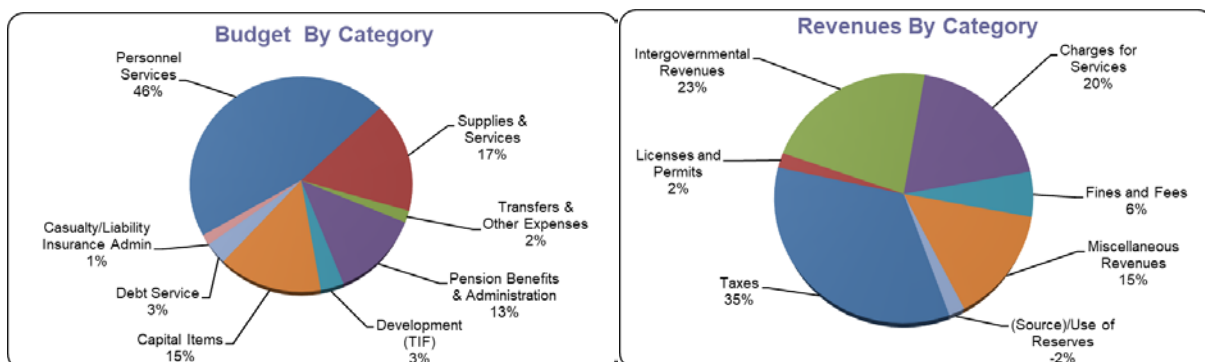 Budget By Category
Personnel
Services
46%
Supplies &
Services
17%
Transfers &
Other Expenses
2%
Pension Benefits
& Administration
13%
Development
(TIF)
3%
Capital Items
15%
Debt Service
3%
Casualty/Liability
Insurance Admin
1%
Revenues By Category
Intergovernmental
Revenues
23%
Charges for
Services
20%
Licenses and
Permits
2%
Fines and Fees
6%
Miscellaneous
Revenues
15%
Taxes
35%
(Source)/Use of
Reserves
-2%